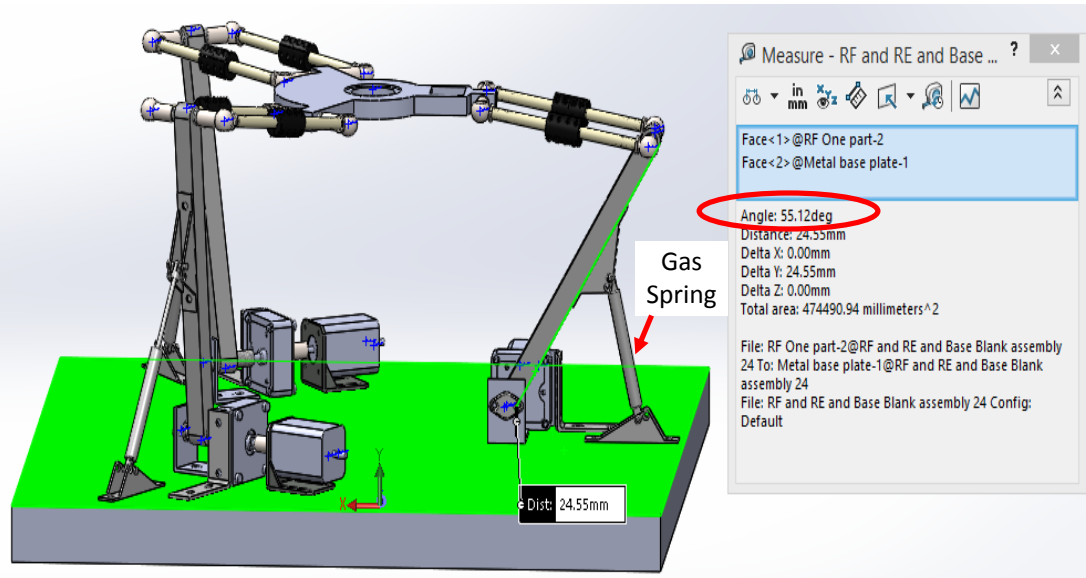 Measure - RF and RE and Base ...
?
x
in
mm
xyz
Face<1>@RF One part-2
Face<2>@Metal base plate-1
Angle: 55.12deg
Distance: 24.55mm
Delta X: 0.00mm
Delta Y: 24.55mm
Delta Z: 0.00mm
Total area: 474490.94 millimeters^2
File: RF One part-2@RF and RE and Base Blank assembly
24 To: Metal base plate-1@RF and RE and Base Blank
assembly 24
File: RF and RE and Base Blank assembly 24 Config:
Default
Gas
Spring
Y
X
Dist: 24.55mm